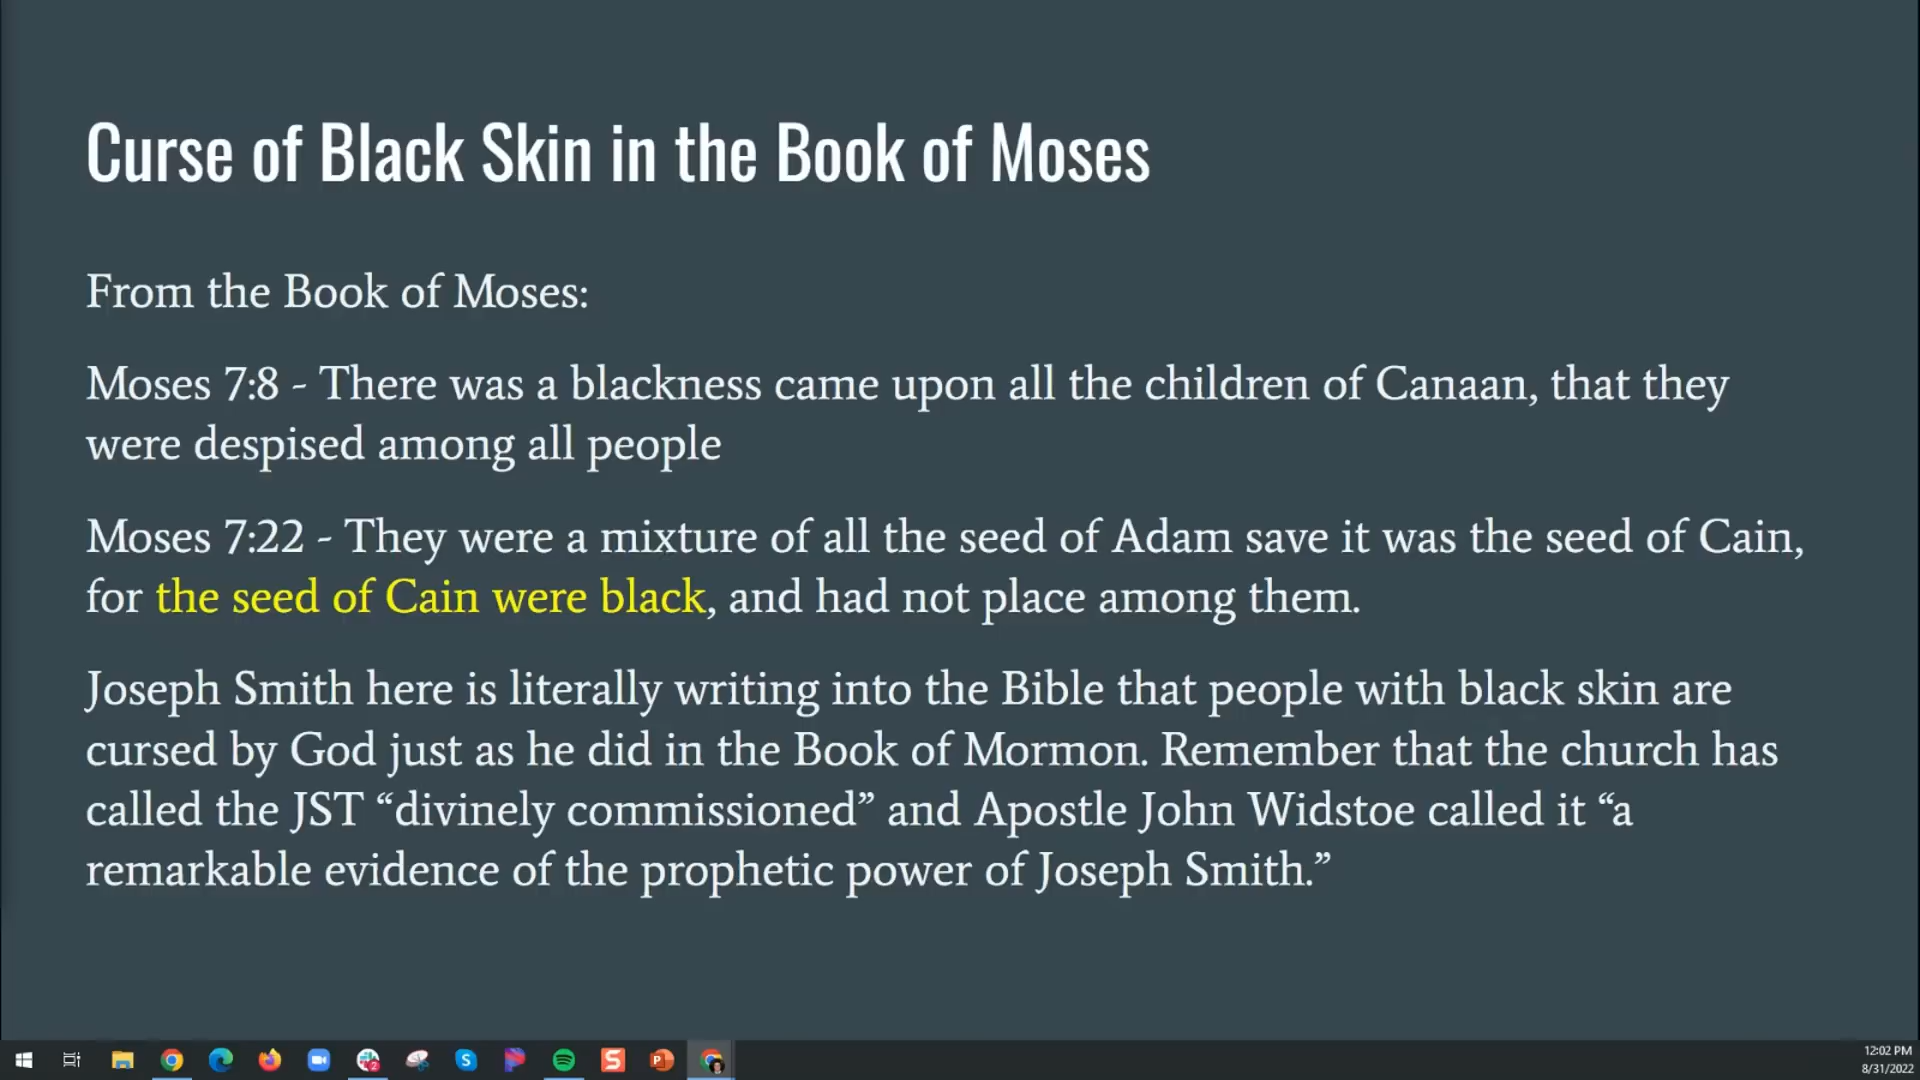 Curse of Black Skin in the Book of Moses
From the Book of Moses:
Moses 7:8 - There was a blackness came upon all the children of Canaan, that they
were despised among all people
Moses 7:22 - They were a mixture of all the seed of Adam save it was the seed of Cain,
for the seed of Cain were black, and had not place among them.
Joseph Smith here is literally writing into the Bible that people with black skin are
cursed by God just as he did in the Book of Mormon. Remember that the church has
called the JST “divinely commissioned” and Apostle John Widstoe called it “a
remarkable evidence of the prophetic power of Joseph Smith.”
12:02 PM
8/31/2022